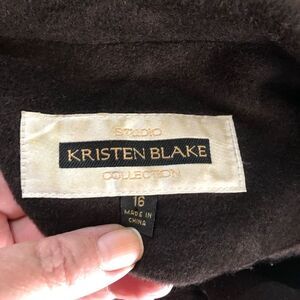 STUDIO
KRISTEN BLAKE
COLLECTION
16
MADE IN
CHINA